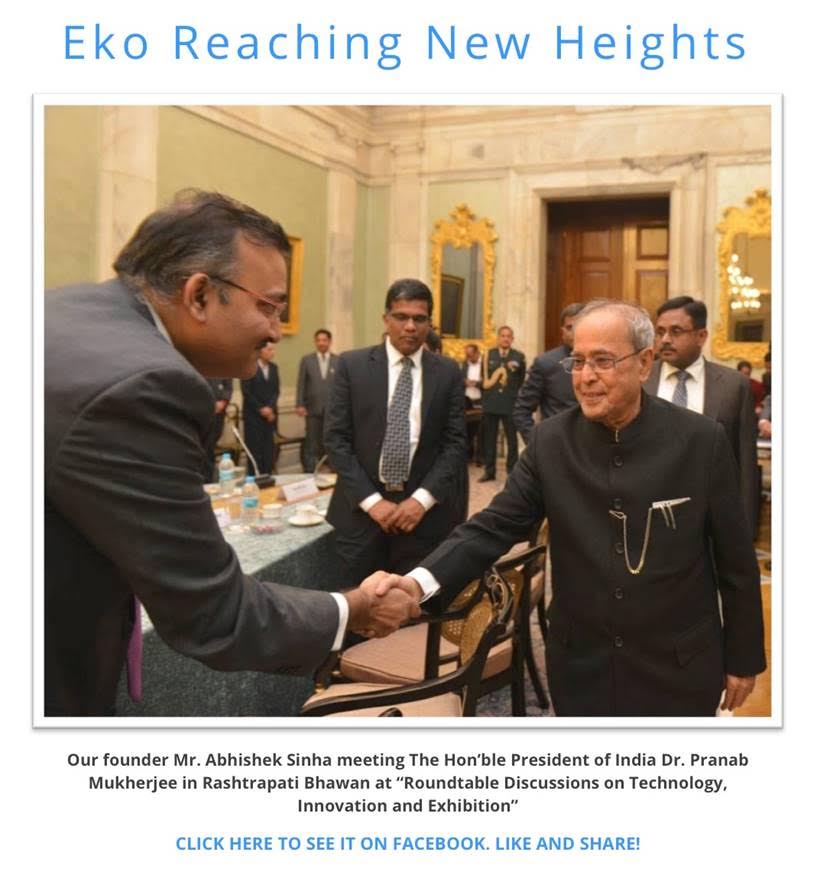 Eko Reaching New Heights
Our founder Mr. Abhishek Sinha meeting The Hon'ble President of India Dr. Pranab
Mukherjee in Rashtrapati Bhawan at “Roundtable Discussions on Technology,
Innovation and Exhibition”
CLICK HERE TO SEE IT ON FACEBOOK. LIKE AND SHARE!